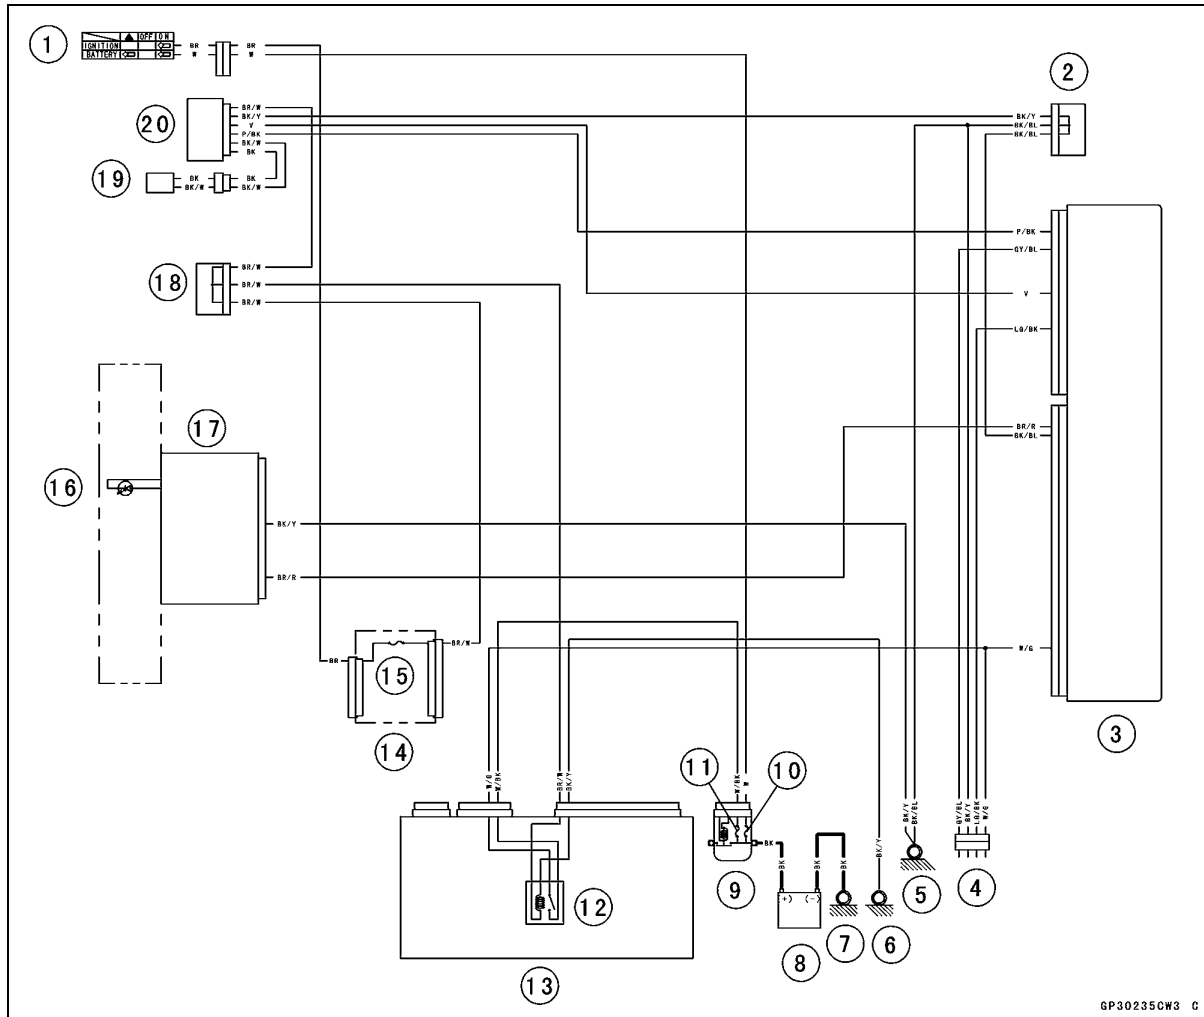 1
OFF ON
IGNITION
BATTERY
BR BR
W W
2
20
BR/W
BK/Y
V
P/BK
BK/W
BK
BK/Y
BK/BL
BK/BL
19
BK BK
BK/W BK/W
P/BK
GY/BL
18
BR/W
BR/W
BR/W
V
LG/BK
17
BR/R
BK/BL
16
BK/Y
BR/R
BR
BR/W
W/G
15
14
3
W/G
W/BK
BR/W
BK/Y
11
10
W/BK
W
BK/Y
BK/BL
GY/BL
BK/Y
LG/BK
W/G
BK
BK
BK
BK/Y
12
9
(+) (-)
5
4
13
8
7
6
GP30235CW3 C